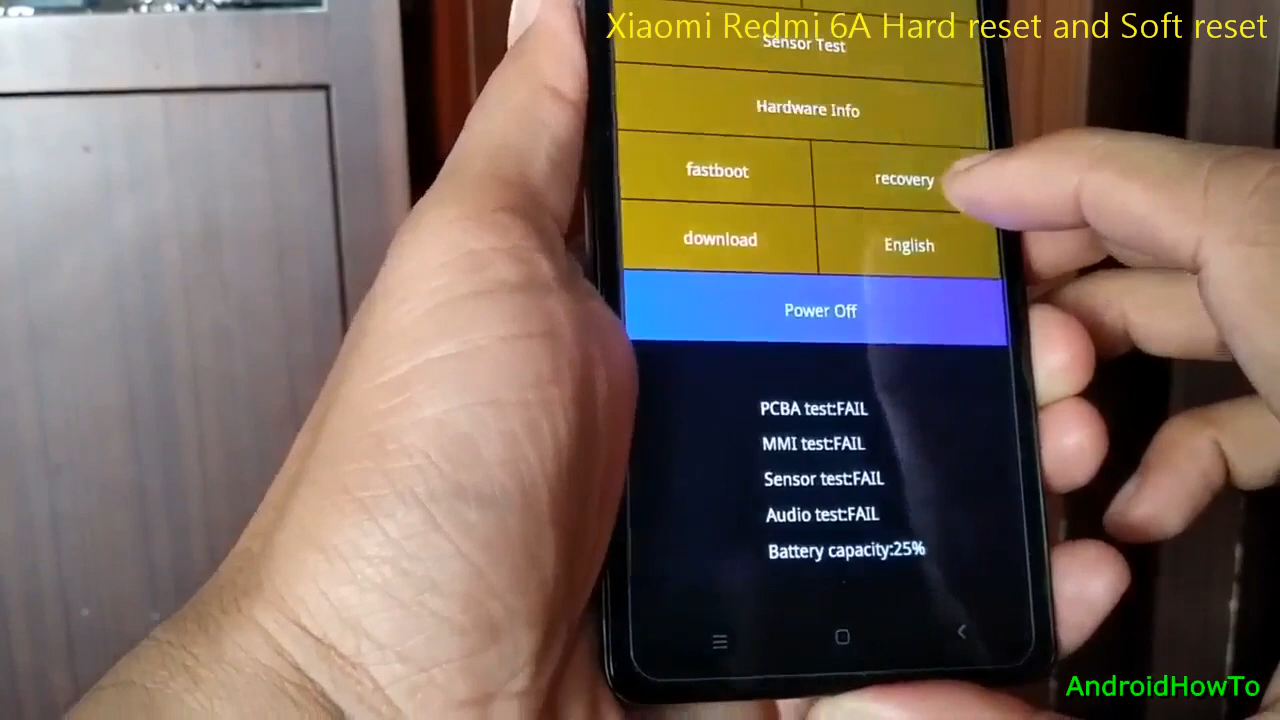 Xiaomi Redmi 6A Hard reset and Soft reset
Sensor Test
Hardware Info
fastboot
recovery
download
English
Power Off
PCBA test:FAIL
MMI test:FAIL
Sensor test:FAIL
Audio test:FAIL
Battery capacity:25%
AndroidHowTo